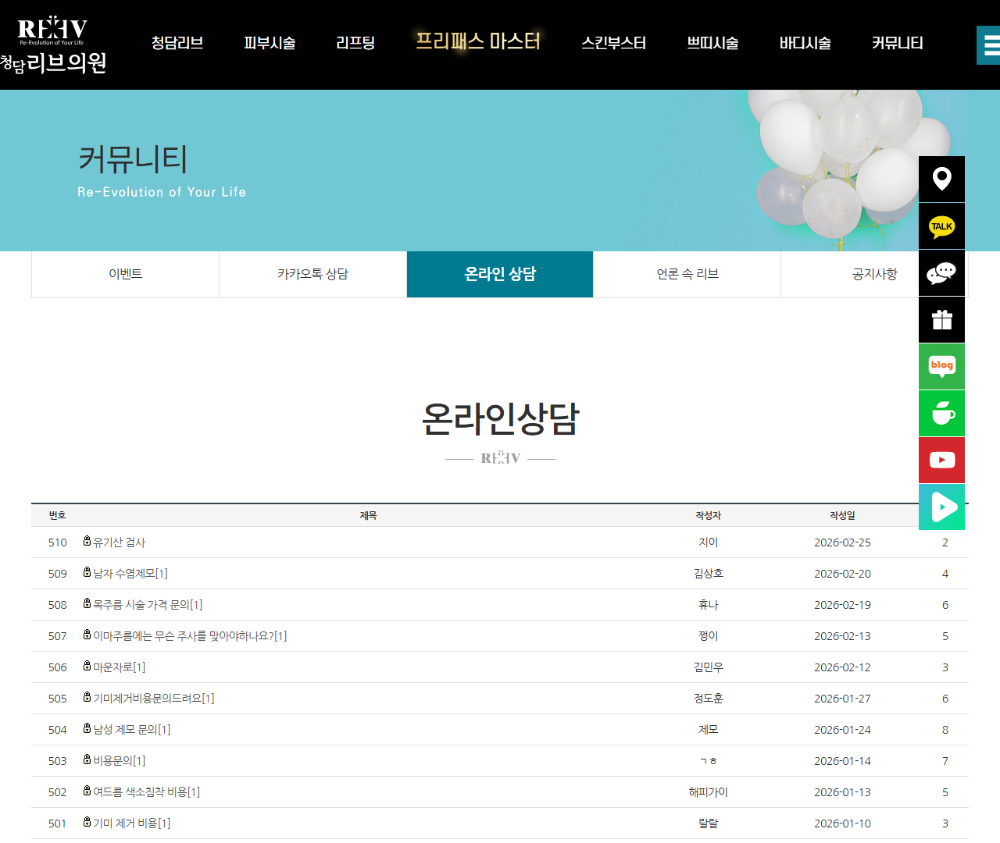 REEV
Re-Evolution of Your Life
청담리브의원
청담리브 피부시술 리프팅 프리패스 마스터 스킨부스터 쁘띠시술 바디시술 커뮤니티
커뮤니티
Re-Evolution of Your Life
TALK
blog
이벤트 카카오톡 상담 온라인 상담 언론 속 리브 공지사항
온라인상담
REEV
번호 제목 작성자 작성일
510 유기산 검사 지이 2026-02-25 2
509 남자 수염제모[1] 김상호 2026-02-20 4
508 목주름 시술 가격 문의[1] 휴나 2026-02-19 6
507 이마주름에는 무슨 주사를 맞아야하나요?[1] 쩡이 2026-02-13 5
506 마운자로[1] 김민우 2026-02-12 3
505 기미제거비용문의드려요[1] 정도훈 2026-01-27 6
504 남성 제모 문의[1] 제모 2026-01-24 8
503 비용문의[1] ㄱㅎ 2026-01-14 7
502 여드름 색소침착 비용[1] 해피가이 2026-01-13 5
501 기미 제거 비용[1] 랄랄 2026-01-10 3